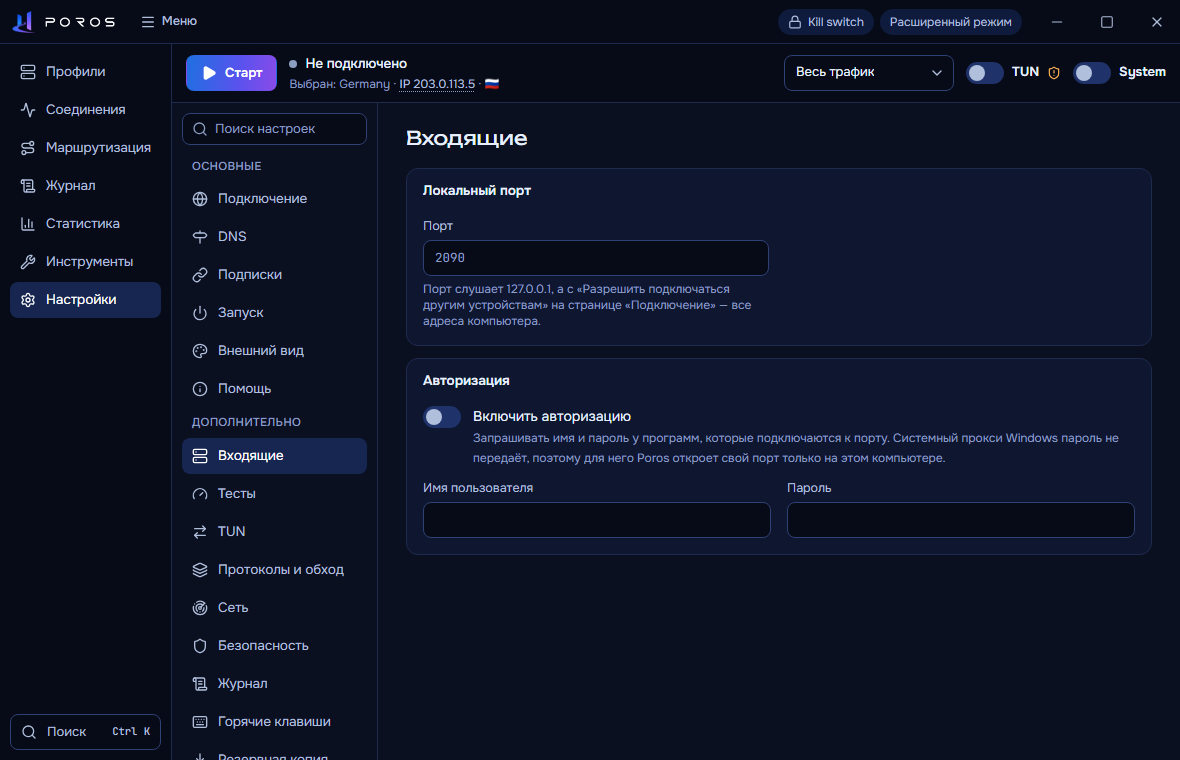 POROS
Меню
Kill switch
Расширенный режим
Профили
Соединения
Маршрутизация
Журнал
Статистика
Инструменты
Настройки
Поиск
Ctrl K
Старт
Не подключено
Выбран: Germany · IP 203.0.113.5 ·
Весь трафик
TUN
System
Поиск настроек
ОСНОВНЫЕ
Подключение
DNS
Подписки
Запуск
Внешний вид
Помощь
ДОПОЛНИТЕЛЬНО
Входящие
Тесты
TUN
Протоколы и обход
Сеть
Безопасность
Журнал
Горячие клавиши
Резервная копия
Входящие
Локальный порт
Порт
2090
Порт слушает 127.0.0.1, а с «Разрешить подключаться
другим устройствам» на странице «Подключение» — все
адреса компьютера.
Авторизация
Включить авторизацию
Запрашивать имя и пароль у программ, которые подключаются к порту. Системный прокси Windows пароль не
передаёт, поэтому для него Poros откроет свой порт только на этом компьютере.
Имя пользователя
Пароль